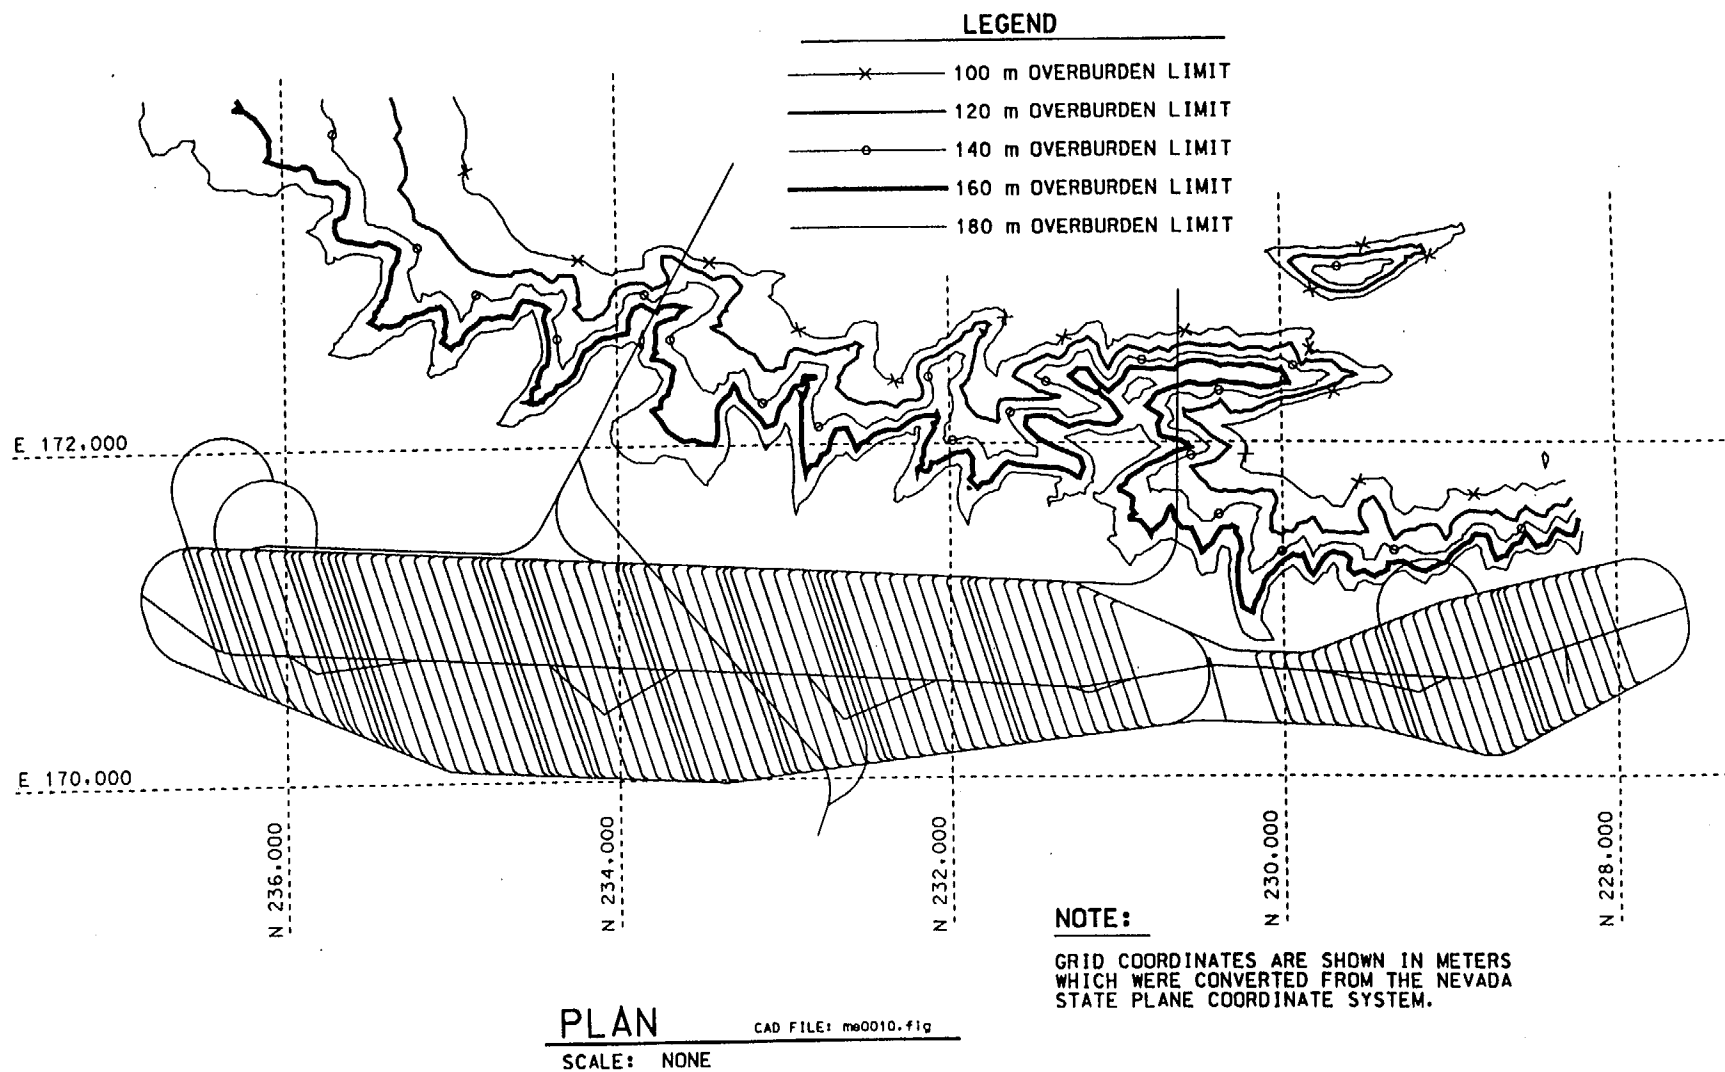 LEGEND
100 m OVERBURDEN LIMIT
120 m OVERBURDEN LIMIT
140 m OVERBURDEN LIMIT
160 m OVERBURDEN LIMIT
180 m OVERBURDEN LIMIT
E 172,000
E 170,000
N 236,000
N 234,000
N 232,000
N 230,000
N 228,000
NOTE:
GRID COORDINATES ARE SHOWN IN METERS
WHICH WERE CONVERTED FROM THE NEVADA
STATE PLANE COORDINATE SYSTEM.
PLAN
CAD FILE: me0010.fig
SCALE: NONE